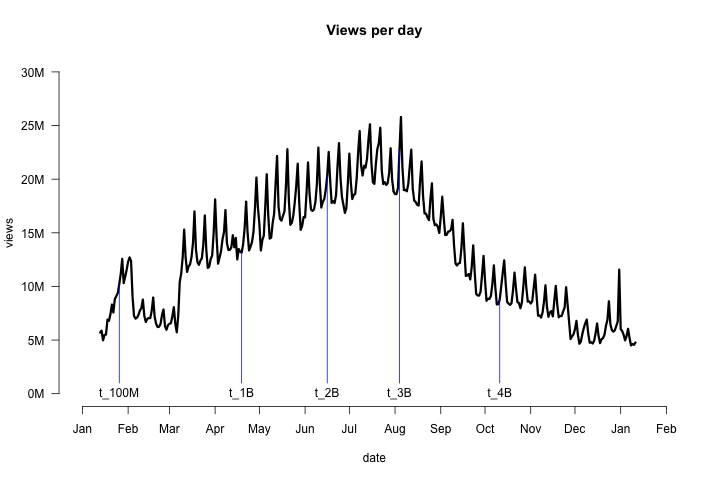 Views per day
30M
25M
20M
15M
10M
5M
0M
views
t_100M t_1B t_2B t_3B t_4B
Jan Feb Mar Apr May Jun Jul Aug Sep Oct Nov Dec Jan Feb
date